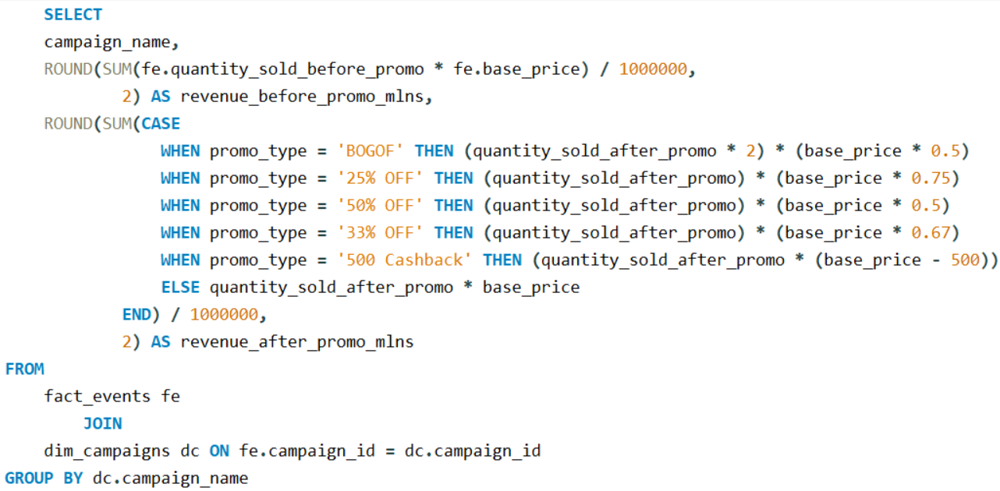 SELECT
campaign_name,
ROUND(SUM(fe.quantity_sold_before_promo * fe.base_price) / 1000000,
2) AS revenue_before_promo_mlns,
ROUND(SUM(CASE
WHEN promo_type = 'BOGOF' THEN (quantity_sold_after_promo * 2) * (base_price * 0.5)
WHEN promo_type = '25% OFF' THEN (quantity_sold_after_promo) * (base_price * 0.75)
WHEN promo_type = '50% OFF' THEN (quantity_sold_after_promo) * (base_price * 0.5)
WHEN promo_type = '33% OFF' THEN (quantity_sold_after_promo) * (base_price * 0.67)
WHEN promo_type = '500 Cashback' THEN (quantity_sold_after_promo * (base_price - 500))
ELSE quantity_sold_after_promo * base_price
END) / 1000000,
2) AS revenue_after_promo_mlns
FROM
fact_events fe
JOIN
dim_campaigns dc ON fe.campaign_id = dc.campaign_id
GROUP BY dc.campaign_name